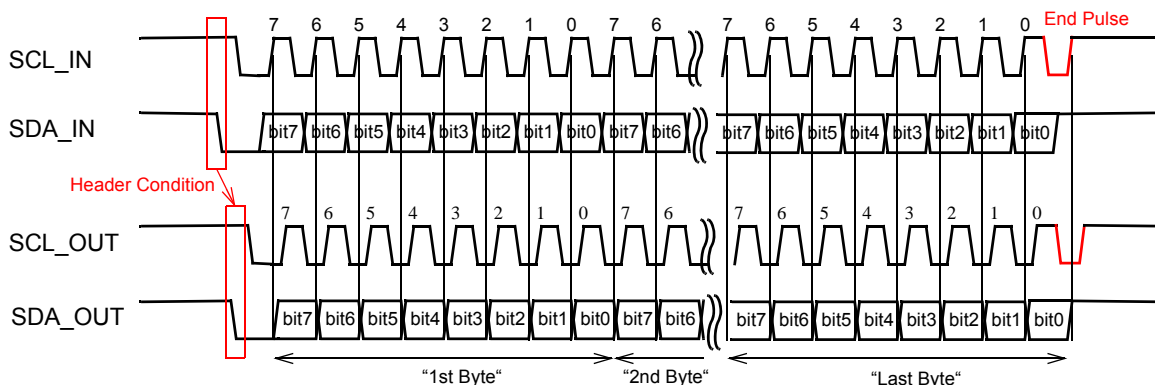 7 6 5 4 3 2 1 0 7 6 7 6 5 4 3 2 1 0 End Pulse
SCL_IN
SDA_IN bit7 bit6 bit5 bit4 bit3 bit2 bit1 bit0 bit7 bit6 bit7 bit6 bit5 bit4 bit3 bit2 bit1 bit0
Header Condition
7 6 5 4 3 2 1 0 7 6 7 6 5 4 3 2 1 0
SCL_OUT
SDA_OUT bit7 bit6 bit5 bit4 bit3 bit2 bit1 bit0 bit7 bit6 bit7 bit6 bit5 bit4 bit3 bit2 bit1 bit0
“1st Byte“ “2nd Byte“ “Last Byte“